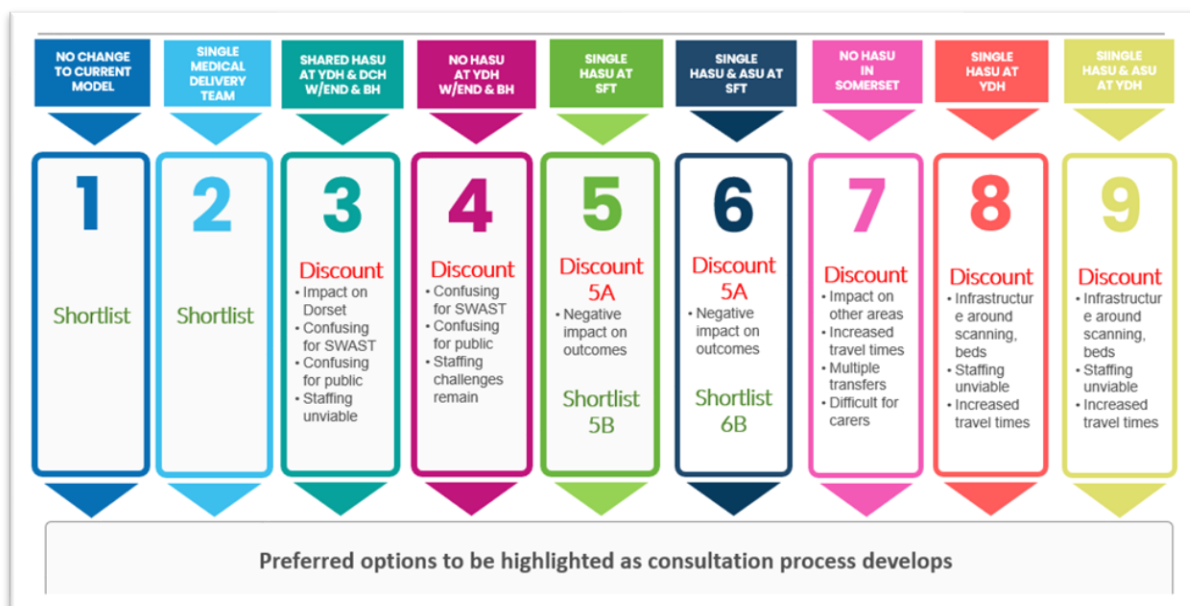 NO CHANGE
TO CURRENT
MODEL
SINGLE
MEDICAL
DELIVERY
TEAM
SHARED HASU
AT YDH & DCH
W/END & BH
NO HASU
AT YDH
W/END & BH
SINGLE
HASU AT
SFT
SINGLE
HASU & ASU AT
SFT
NO HASU
IN
SOMERSET
SINGLE
HASU AT
YDH
SIINGLE
HASU & ASU
AT YDH
1
Shortlist
2
Shortlist
3
Discount
• Impact on
Dorset
• Confusing
for SWAST
• Confusing
for public
• Staffing
unviable
4
Discount
• Confusing
for SWAST
• Confusing
for public
• Staffing
challenges
remain
5
Discount
5A
• Negative
impact on
outcomes
Shortlist
5B
6
Discount
5A
• Negative
impact on
outcomes
Shortlist
6B
7
Discount
• Impact on
other areas
• Increased
travel times
• Multiple
transfers
• Difficult for
carers
8
Discount
• Infrastructur
e around
scanning,
beds
• Staffing
unviable
• Increased
travel times
9
Discount
• Infrastructur
e around
scanning,
beds
• Staffing
unviable
• Increased
travel times
Preferred options to be highlighted as consultation process develops